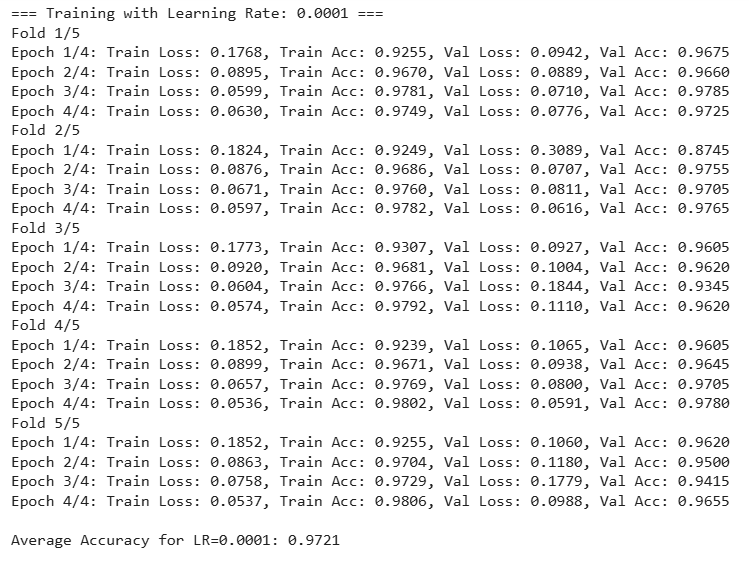 === Training with Learning Rate: 0.0001 ===
Fold 1/5
Epoch 1/4: Train Loss: 0.1768, Train Acc: 0.9255, Val Loss: 0.0942, Val Acc: 0.9675
Epoch 2/4: Train Loss: 0.0895, Train Acc: 0.9670, Val Loss: 0.0889, Val Acc: 0.9660
Epoch 3/4: Train Loss: 0.0599, Train Acc: 0.9781, Val Loss: 0.0710, Val Acc: 0.9785
Epoch 4/4: Train Loss: 0.0630, Train Acc: 0.9749, Val Loss: 0.0776, Val Acc: 0.9725
Fold 2/5
Epoch 1/4: Train Loss: 0.1824, Train Acc: 0.9249, Val Loss: 0.3089, Val Acc: 0.8745
Epoch 2/4: Train Loss: 0.0876, Train Acc: 0.9686, Val Loss: 0.0707, Val Acc: 0.9755
Epoch 3/4: Train Loss: 0.0671, Train Acc: 0.9760, Val Loss: 0.0811, Val Acc: 0.9705
Epoch 4/4: Train Loss: 0.0597, Train Acc: 0.9782, Val Loss: 0.0616, Val Acc: 0.9765
Fold 3/5
Epoch 1/4: Train Loss: 0.1773, Train Acc: 0.9307, Val Loss: 0.0927, Val Acc: 0.9605
Epoch 2/4: Train Loss: 0.0920, Train Acc: 0.9681, Val Loss: 0.1004, Val Acc: 0.9620
Epoch 3/4: Train Loss: 0.0604, Train Acc: 0.9766, Val Loss: 0.1844, Val Acc: 0.9345
Epoch 4/4: Train Loss: 0.0574, Train Acc: 0.9792, Val Loss: 0.1110, Val Acc: 0.9620
Fold 4/5
Epoch 1/4: Train Loss: 0.1852, Train Acc: 0.9239, Val Loss: 0.1065, Val Acc: 0.9605
Epoch 2/4: Train Loss: 0.0899, Train Acc: 0.9671, Val Loss: 0.0938, Val Acc: 0.9645
Epoch 3/4: Train Loss: 0.0657, Train Acc: 0.9769, Val Loss: 0.0800, Val Acc: 0.9705
Epoch 4/4: Train Loss: 0.0536, Train Acc: 0.9802, Val Loss: 0.0591, Val Acc: 0.9780
Fold 5/5
Epoch 1/4: Train Loss: 0.1852, Train Acc: 0.9255, Val Loss: 0.1060, Val Acc: 0.9620
Epoch 2/4: Train Loss: 0.0863, Train Acc: 0.9704, Val Loss: 0.1180, Val Acc: 0.9500
Epoch 3/4: Train Loss: 0.0758, Train Acc: 0.9729, Val Loss: 0.1779, Val Acc: 0.9415
Epoch 4/4: Train Loss: 0.0537, Train Acc: 0.9806, Val Loss: 0.0988, Val Acc: 0.9655
Average Accuracy for LR=0.0001: 0.9721